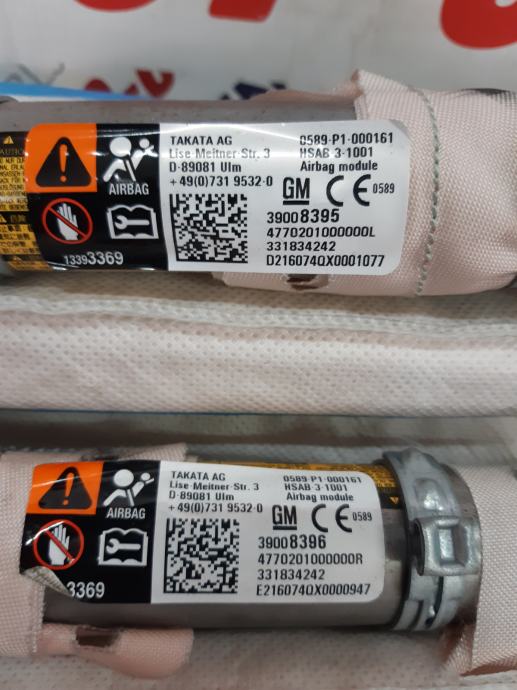 TAKATA AG
Lise-Meitner-Str. 3
D-89081 Ulm
+49(0)731 9532-0
0589-P1-000161
HSAB 3-1001
Airbag module
AIRBAG
GM CE 0589
39008395
4770201000000L
331834242
D216074QX0001077
13393369
TAKATA AG
Lise-Meitner-Str. 3
D-89081 Ulm
+49(0)731 9532-0
0589-P1-000161
HSAB 3-1001
Airbag module
AIRBAG
GM CE 0589
39008396
4770201000000R
331834242
E216074QX0000947
3369